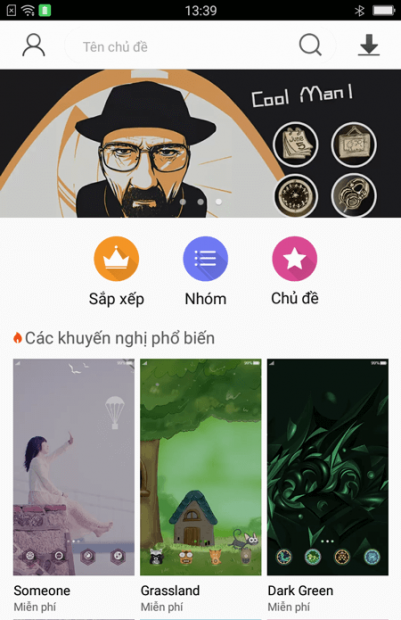 13:39
Tên chủ đề
Cool Man!
Sắp xếp
Nhóm
Chủ đề
Các khuyến nghị phổ biến
Someone
Grassland
Dark Green
Miễn phí
Miễn phí
Miễn phí